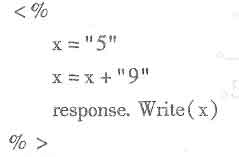 <%
x = "5"
x = x + "9"
response. Write(x)
% >